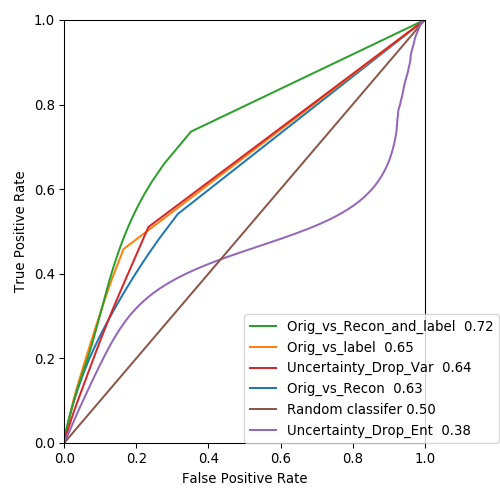 1.0
0.8
0.6
0.4
0.2
0.0
True Positive Rate
Orig_vs_Recon_and_label 0.72
Orig_vs_label 0.65
Uncertainty_Drop_Var 0.64
Orig_vs_Recon 0.63
Random classifer 0.50
Uncertainty_Drop_Ent 0.38
0.0 0.2 0.4 0.6 0.8 1.0
False Positive Rate